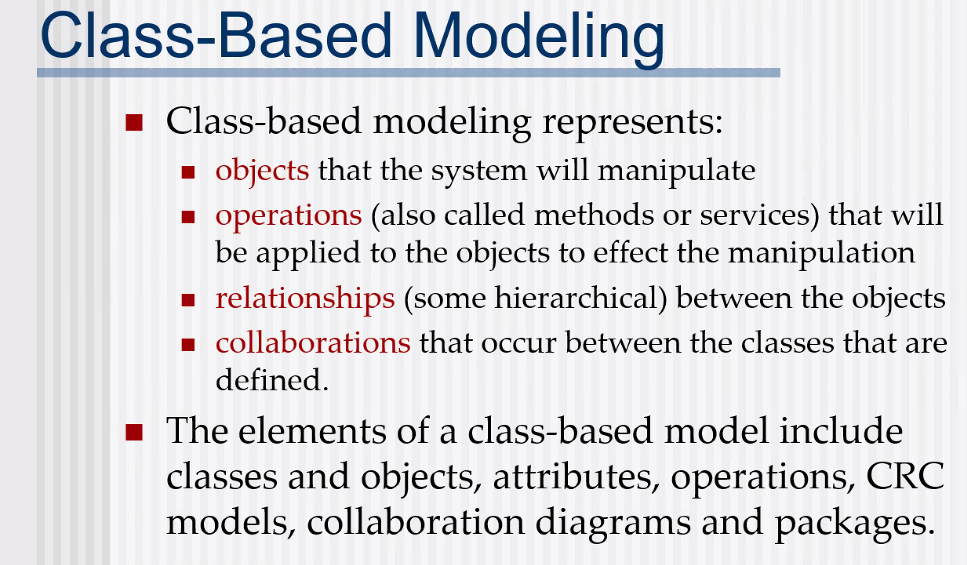 Class-Based Modeling
Class-based modeling represents:
objects that the system will manipulate
operations (also called methods or services) that will
be applied to the objects to effect the manipulation
relationships (some hierarchical) between the objects
collaborations that occur between the classes that are
defined.
The elements of a class-based model include
classes and objects, attributes, operations, CRC
models, collaboration diagrams and packages.